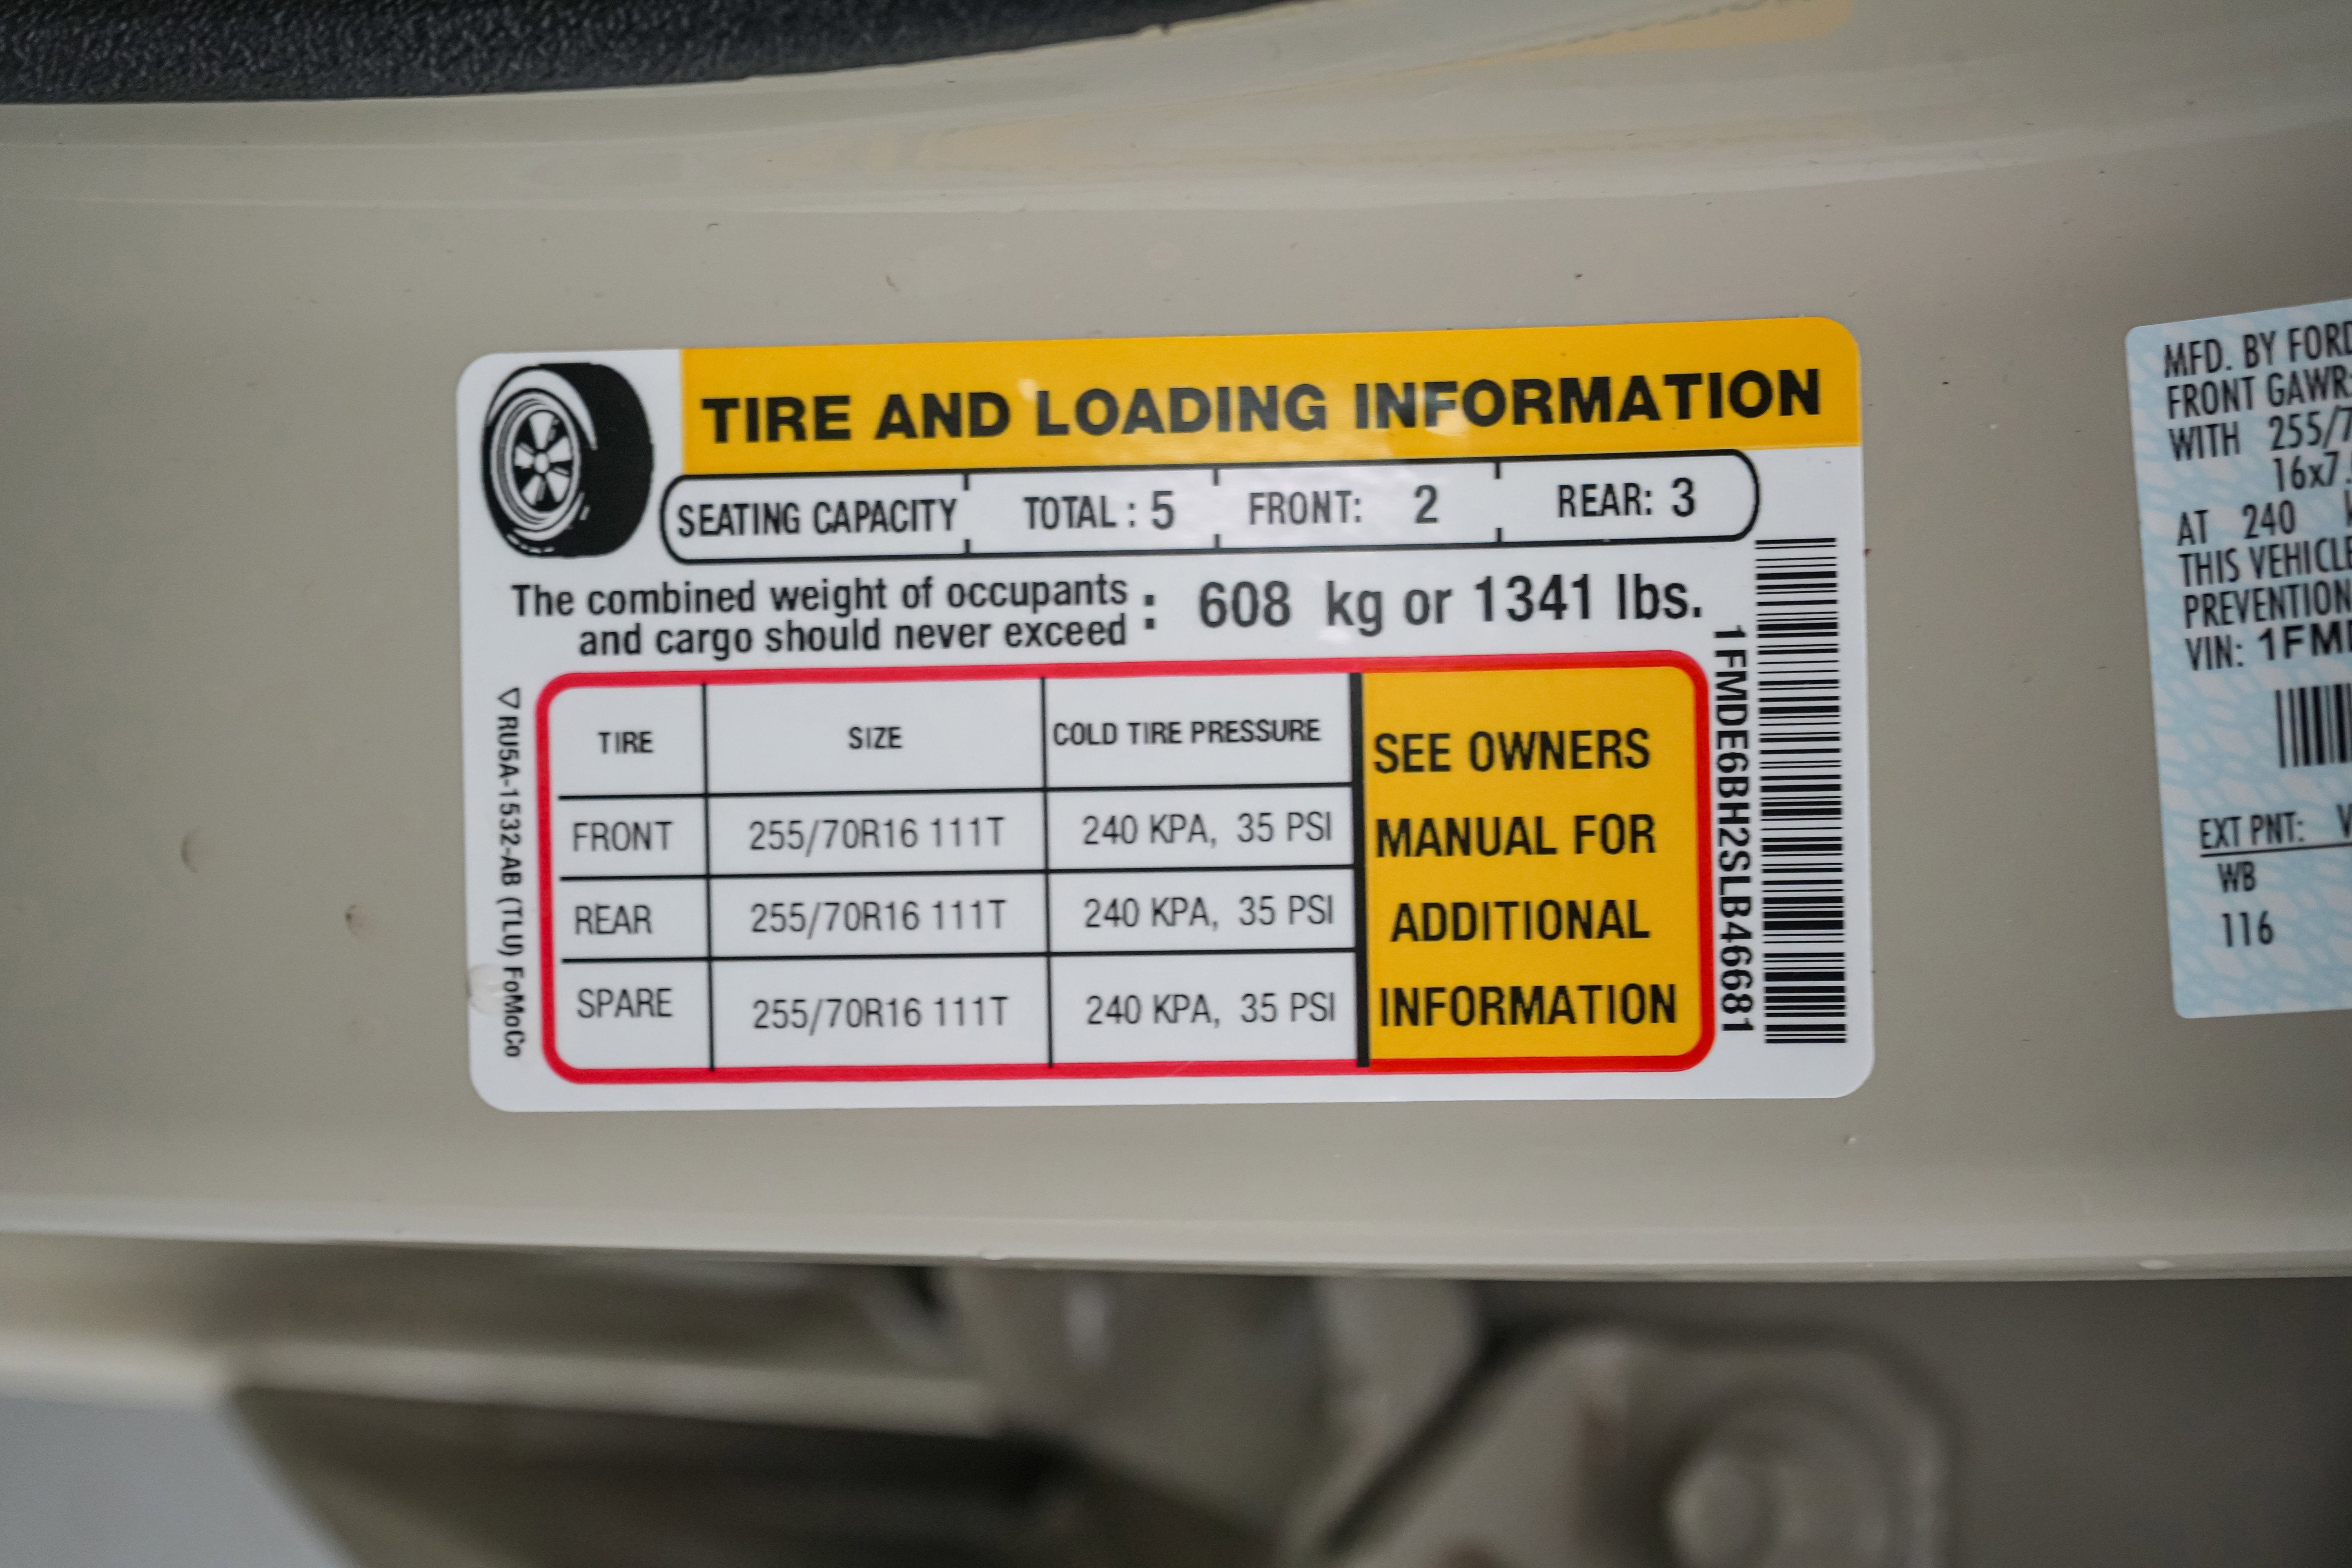 TIRE AND LOADING INFORMATION
SEATING CAPACITY TOTAL : 5 FRONT: 2 REAR: 3
The combined weight of occupants
and cargo should never exceed : 608 kg or 1341 lbs.
TIRE SIZE COLD TIRE PRESSURE
FRONT 255/70R16 111T 240 KPA, 35 PSI
REAR 255/70R16 111T 240 KPA, 35 PSI
SPARE 255/70R16 111T 240 KPA, 35 PSI
SEE OWNERS
MANUAL FOR
ADDITIONAL
INFORMATION
1FMDE6BH2SLB46681
RU5A-1532-AB (TLU) FoMoCo
MFD. BY FORD
FRONT GAWR:
WITH 255/7
16x7.
AT 240
THIS VEHICLE
PREVENTION
VIN: 1FM
EXT PNT:
WB
116